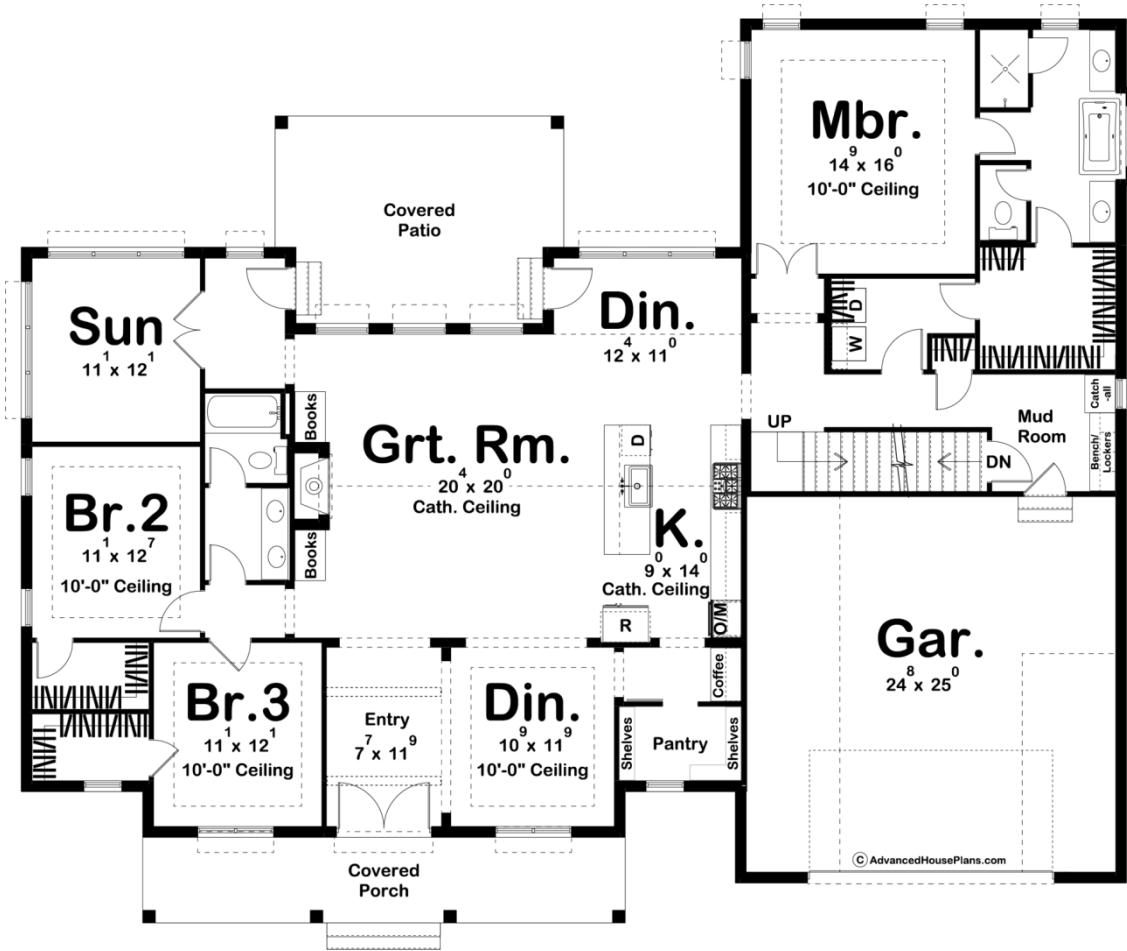 Mbr.
14⁹ x 16⁰
10'-0" Ceiling
Covered
Patio
Sun
11¹ x 12¹
Din.
12⁴ x 11⁰
D
W
Books
Grt. Rm.
20⁴ x 20⁰
Cath. Ceiling
UP
DN
Mud
Room
Catch
-all
Bench/
Lockers
Br.2
11¹ x 12⁷
10'-0" Ceiling
D
K.
9⁰ x 14⁰
Cath. Ceiling
Books
R
O/M
Gar.
24⁸ x 25⁰
Br.3
11¹ x 12¹
10'-0" Ceiling
Entry
7⁷ x 11⁹
Din.
10⁹ x 11⁹
10'-0" Ceiling
Coffee
Shelves
Pantry
Shelves
Covered
Porch
© AdvancedHousePlans.com